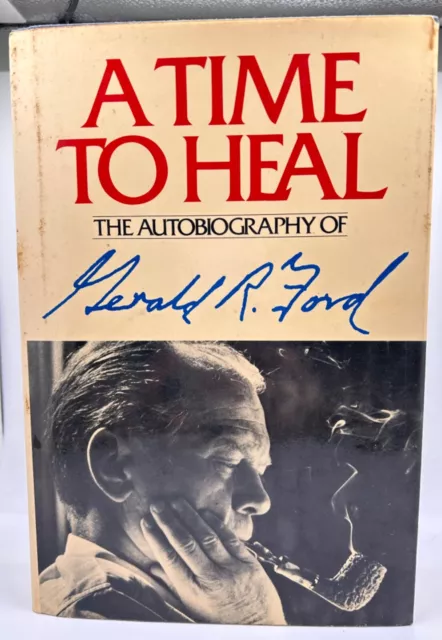 A TIME
TO HEAL
THE AUTOBIOGRAPHY OF
Gerald R. Ford